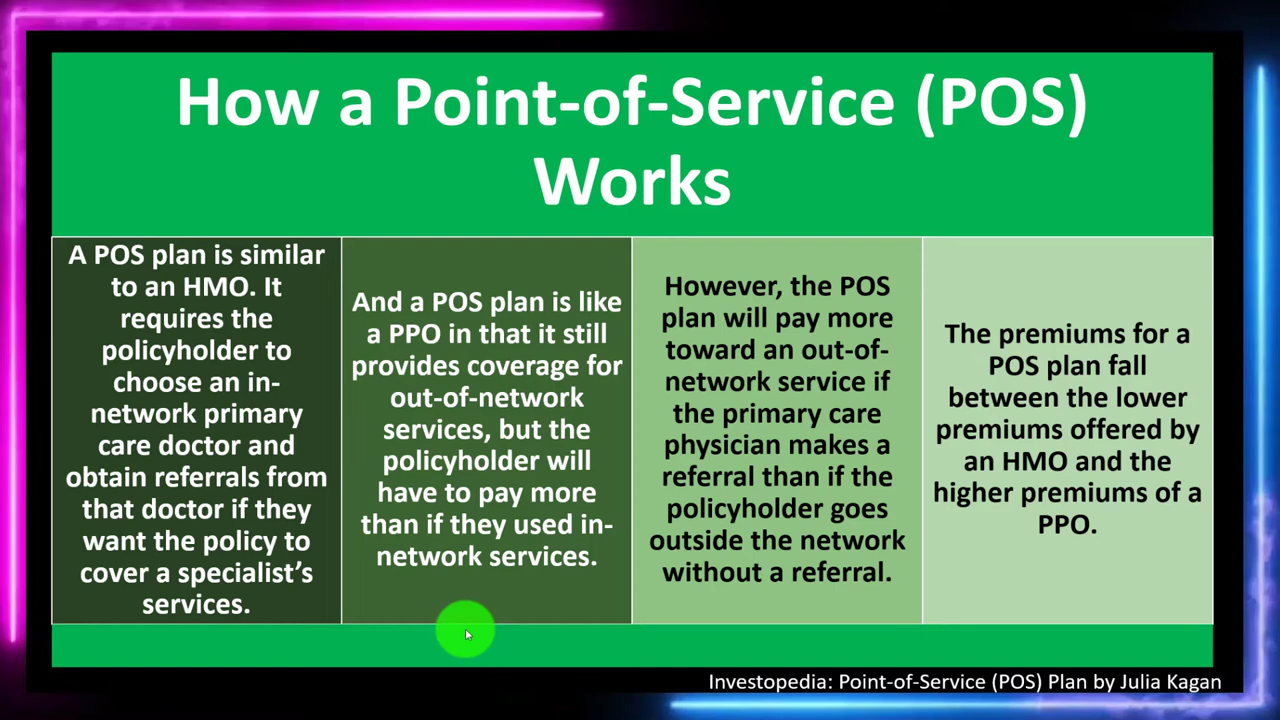 How a Point-of-Service (POS)
Works
A POS plan is similar
to an HMO. It
requires the
policyholder to
choose an in-
network primary
care doctor and
obtain referrals from
that doctor if they
want the policy to
cover a specialist’s
services.
And a POS plan is like
a PPO in that it still
provides coverage for
out-of-network
services, but the
policyholder will
have to pay more
than if they used in-
network services.
However, the POS
plan will pay more
toward an out-of-
network service if
the primary care
physician makes a
referral than if the
policyholder goes
outside the network
without a referral.
The premiums for a
POS plan fall
between the lower
premiums offered by
an HMO and the
higher premiums of a
PPO.
Investopedia: Point-of-Service (POS) Plan by Julia Kagan